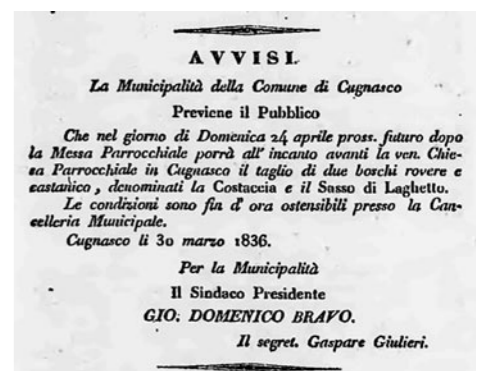 AVVISI.
La Municipalità della Comune di Cugnasco
Previene il Pubblico
Che nel giorno di Domenica 24 aprile pross. futuro dopo
la Messa Parrocchiale porrà all' incanto avanti la ven. Chie-
sa Parrocchiale in Cugnasco il taglio di due boschi rovere e
castanico, denominati la Costaccia e il Sasso di Laghetto.
Le condizioni sono fin d' ora ostensibili presso la Can-
celleria Municipale.
Cugnasco li 30 marzo 1836.
Per la Municipalità
Il Sindaco Presidente
GIO. DOMENICO BRAVO.
Il segret. Gaspare Giulieri.